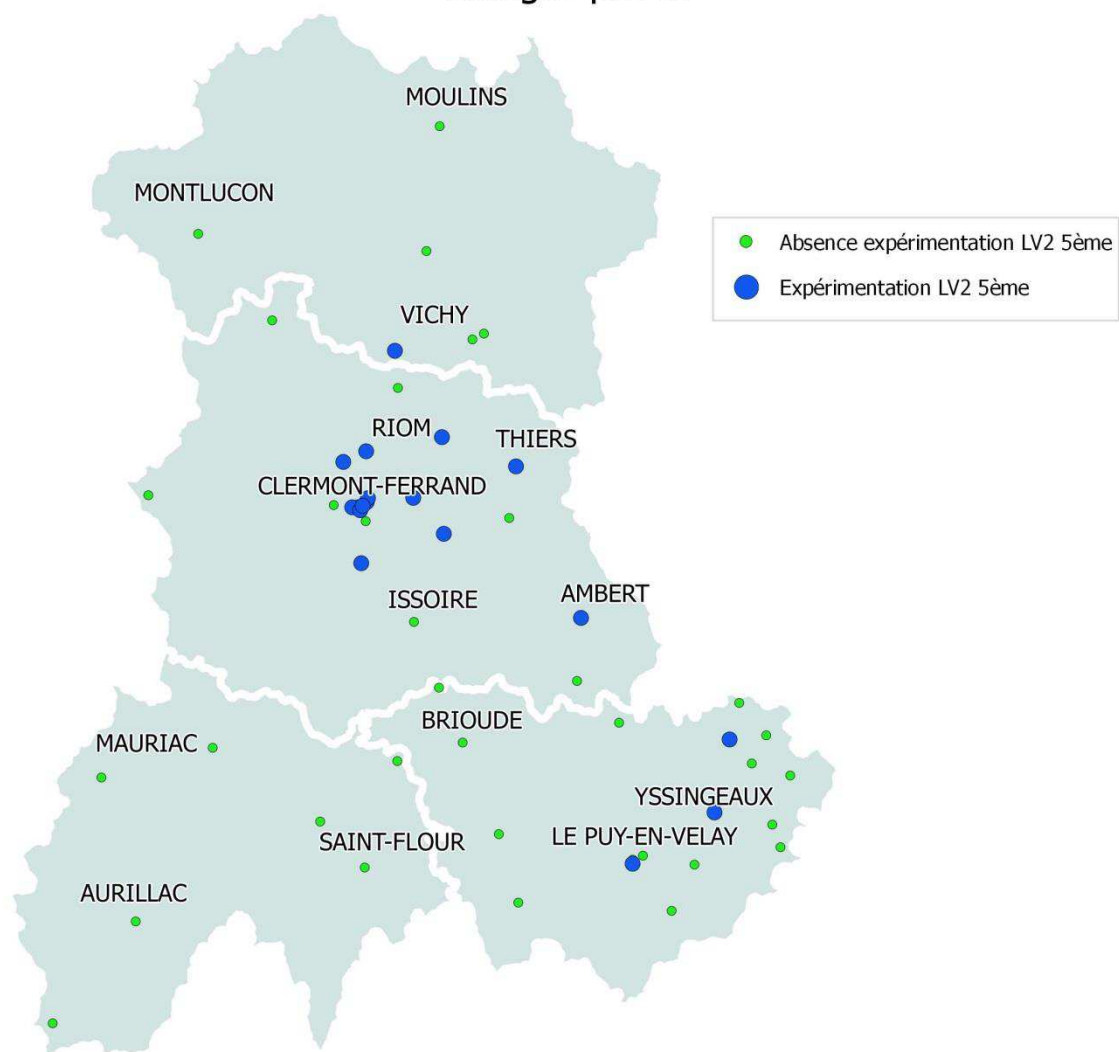 MOULINS
MONTLUCON
Absence expérimentation LV2 5ème
Expérimentation LV2 5ème
VICHY
RIOM
THIERS
CLERMONT-FERRAND
AMBERT
ISSOIRE
BRIOUDE
MAURIAC
YSSINGEAUX
LE PUY-EN-VELAY
SAINT-FLOUR
AURILLAC